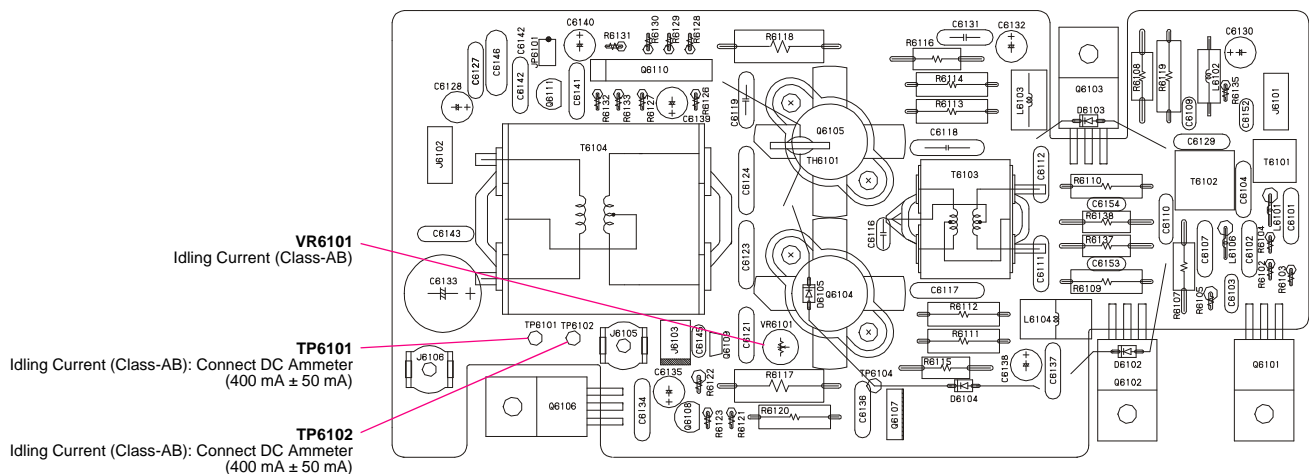 VR6101
Idling Current (Class-AB)
TP6101
Idling Current (Class-AB): Connect DC Ammeter
(400 mA ± 50 mA)
TP6102
Idling Current (Class-AB): Connect DC Ammeter
(400 mA ± 50 mA)
C6140
R6130
R6129
R6128
R6131
C6142
JP6101
C6146
C6127
C6142
C6141
Q6111
Q6110
C6128
R6132
R6133
R6127
C6139
R6126
R6118
C6119
J6102
T6104
Q6105
TH6101
C6124
C6123
C6131
C6132
R6116
R6114
R6113
L6103
C6118
T6103
C6112
C6116
C6111
C6117
Q6103
D6103
R6108
R6119
C6109
L6102
R6135
C6130
C6152
J6101
C6129
T6101
T6102
C6104
R6110
C6154
R6138
R6137
C6153
R6109
C6110
C6107
L6106
C6102
L6101
R6104
C6101
R6102
R6103
R6107
R6105
C6103
C6143
C6133
TP6101
TP6102
J6105
J6103
C6145
Q6109
C6121
VR6101
D6105
Q6104
R6112
R6111
R6115
L6104
C6138
C6137
D6102
Q6102
Q6101
J6106
Q6106
C6134
C6135
R6122
Q6108
R6123
R6121
R6117
R6120
TP6104
C6136
Q6107
D6104